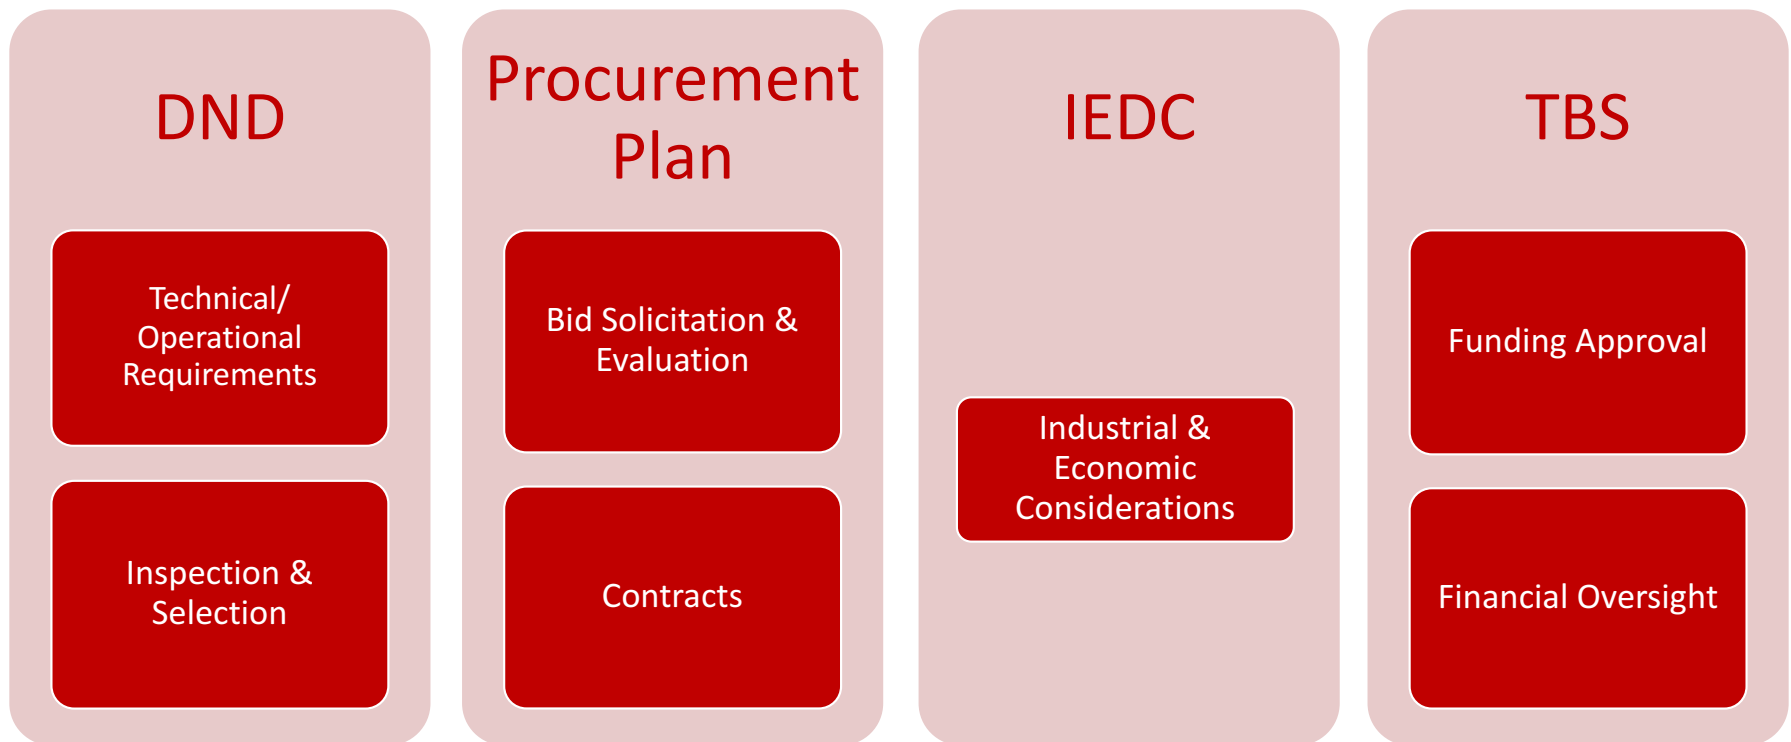 DND
Technical/
Operational
Requirements
Inspection &
Selection
Procurement
Plan
Bid Solicitation &
Evaluation
Contracts
IEDC
Industrial &
Economic
Considerations
TBS
Funding Approval
Financial Oversight